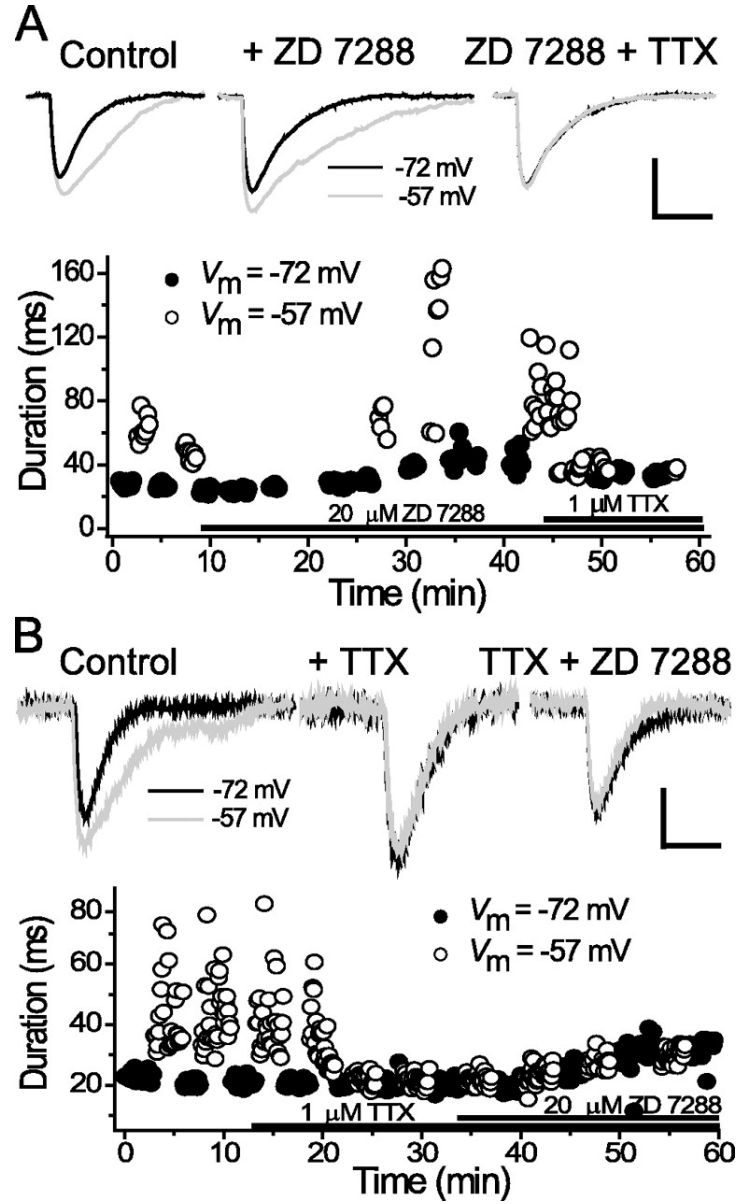 A
Control + ZD 7288 ZD 7288 + TTX
-72 mV
-57 mV
Vm = -72 mV
Vm = -57 mV
Duration (ms)
160
120
80
40
0
20 μM ZD 7288
1 μM TTX
0 10 20 30 40 50 60
Time (min)
B
Control + TTX TTX + ZD 7288
-72 mV
-57 mV
Vm = -72 mV
Vm = -57 mV
Duration (ms)
80
60
40
20
1 μM TTX
20 μM ZD 7288
0 10 20 30 40 50 60
Time (min)